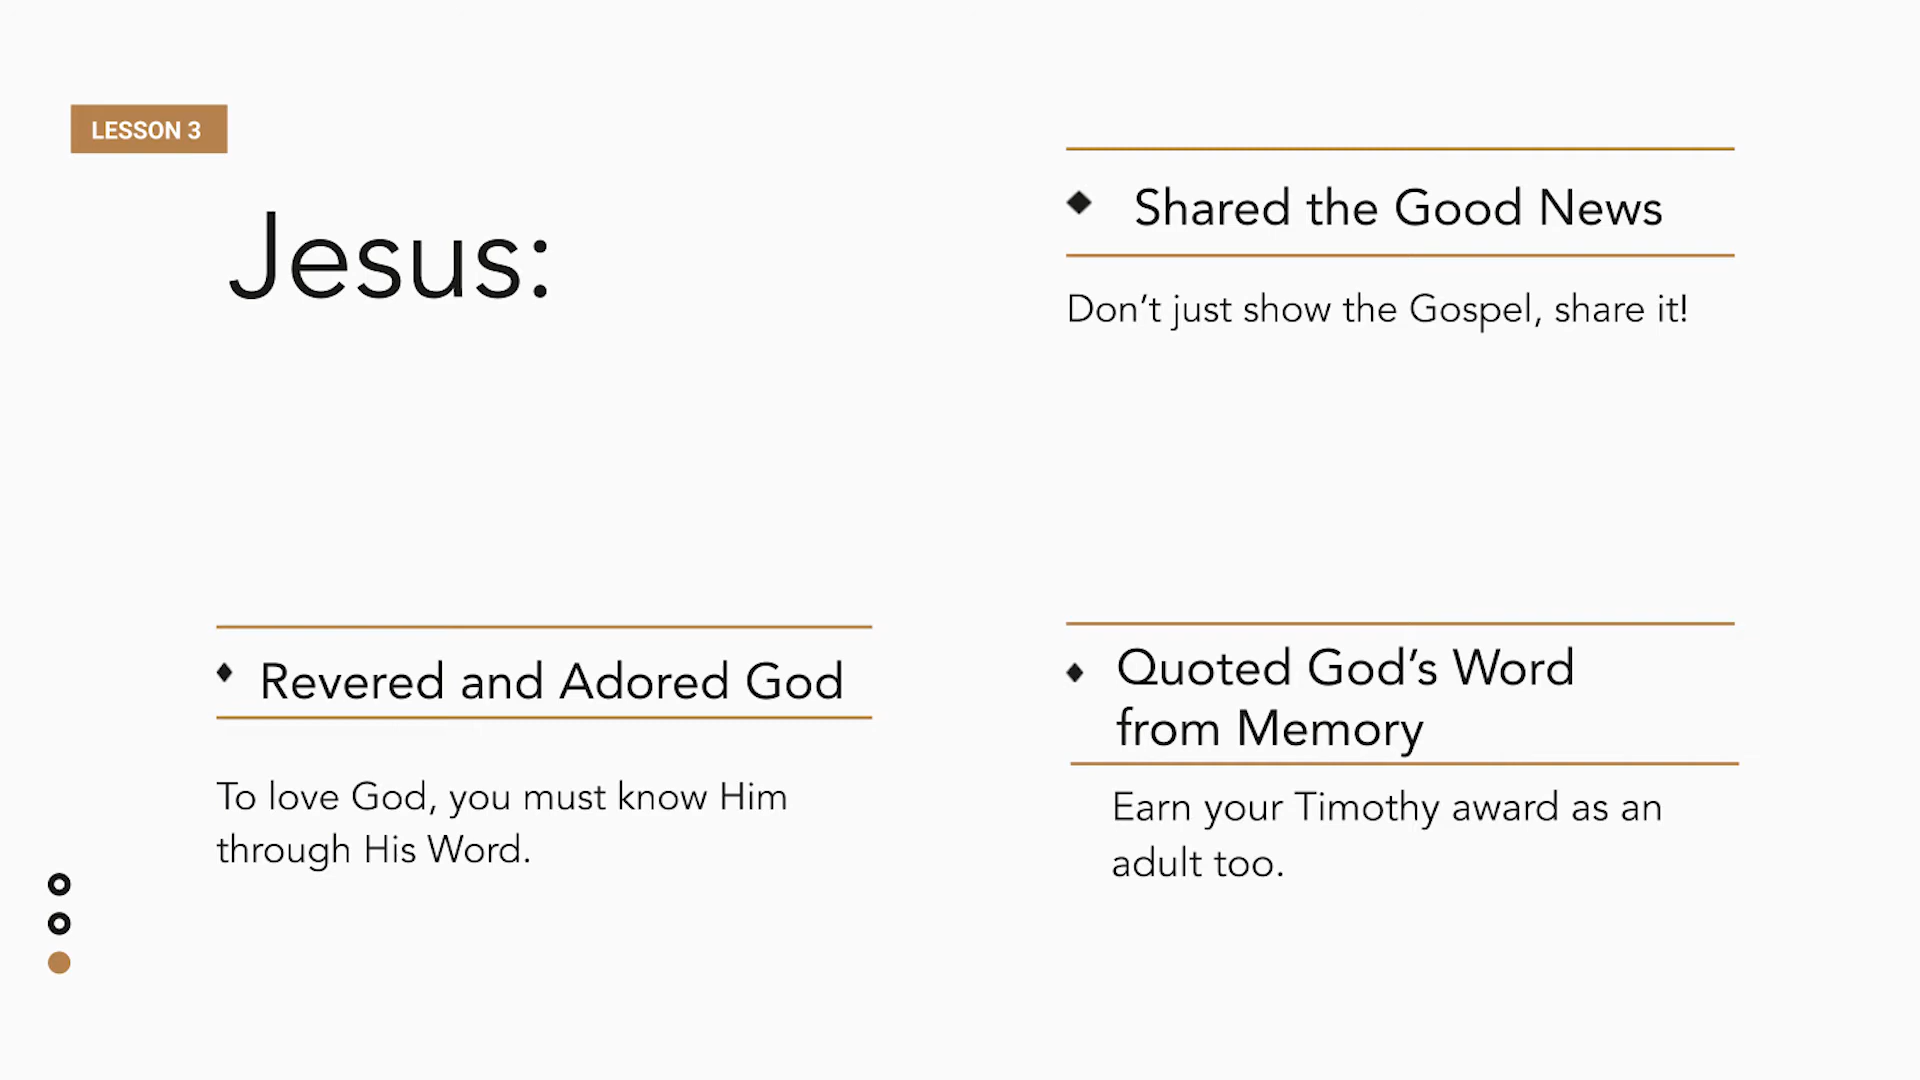 LESSON 3
Jesus:
Shared the Good News
Don’t just show the Gospel, share it!
Revered and Adored God
To love God, you must know Him
through His Word.
Quoted God’s Word
from Memory
Earn your Timothy award as an
adult too.